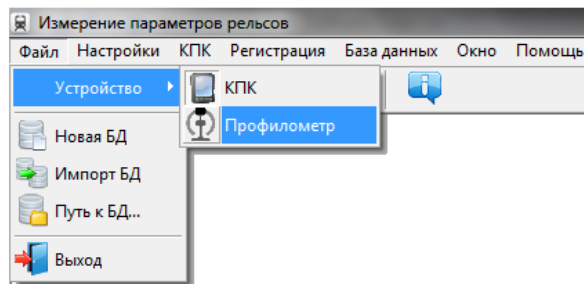 Измерение параметров рельсов
Файл Настройки КПК Регистрация База данных Окно Помощь
Устройство КПК
Профилометр
Новая БД
Импорт БД
Путь к БД...
Выход